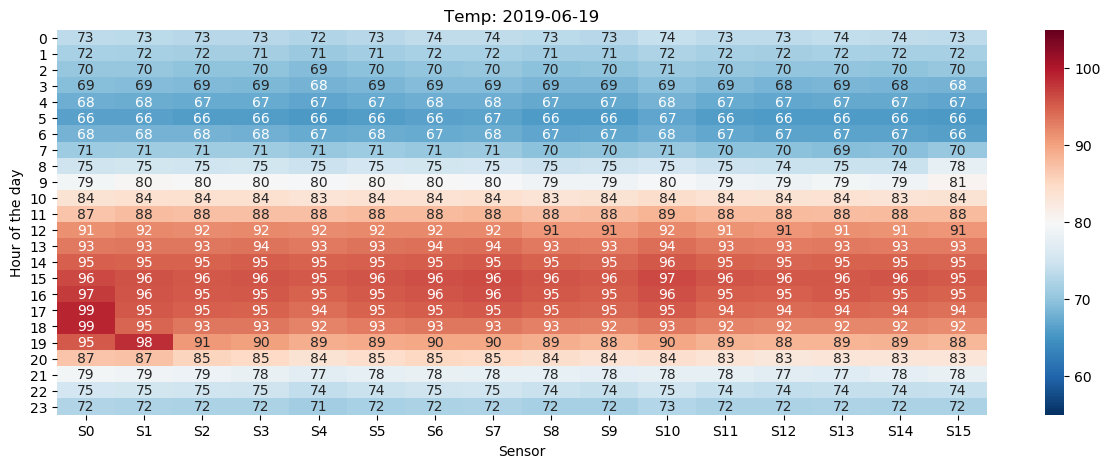 Temp: 2019-06-19
0 73 73 73 73 72 73 74 74 73 73 74 73 73 74 74 73
1 72 72 72 71 71 71 72 72 71 71 72 72 72 72 72 72
2 70 70 70 70 69 70 70 70 70 70 71 70 70 70 70 70
3 69 69 69 69 68 69 69 69 69 69 69 69 68 69 68 68
4 68 68 67 67 67 67 68 68 67 67 68 67 67 67 67 67
5 66 66 66 66 66 66 66 67 66 66 67 66 66 66 66 66
6 68 68 68 68 67 68 67 68 67 67 68 67 67 67 67 66
7 71 71 71 71 71 71 71 71 70 70 71 70 70 69 70 70
8 75 75 75 75 75 75 75 75 75 75 75 75 74 75 74 78
9 79 80 80 80 80 80 80 80 79 79 80 79 79 79 79 81
10 84 84 84 84 83 84 84 84 83 84 84 84 84 84 83 84
11 87 88 88 88 88 88 88 88 88 88 89 88 88 88 88 88
12 91 92 92 92 92 92 92 92 91 91 92 91 91 91 91 91
13 93 93 93 94 93 93 94 94 93 93 94 93 93 93 93 93
14 95 95 95 95 95 95 95 95 95 95 96 95 95 95 95 95
15 96 96 96 96 95 96 96 96 96 96 97 96 96 96 96 95
16 97 96 95 95 95 95 96 96 95 95 96 95 95 95 95 95
17 99 95 95 95 94 95 95 96 95 95 95 94 94 94 94 94
18 99 95 93 93 92 93 93 93 93 92 93 92 92 92 92 92
19 95 98 91 90 89 89 90 90 89 88 90 89 88 89 89 88
20 87 87 85 85 84 85 85 85 84 84 84 83 83 83 83 83
21 79 79 79 78 77 78 78 78 78 78 78 78 77 77 78 78
22 75 75 75 75 74 74 75 75 74 74 75 74 74 74 74 74
23 72 72 72 72 71 72 72 72 72 72 73 72 72 72 72 72
S0 S1 S2 S3 S4 S5 S6 S7 S8 S9 S10 S11 S12 S13 S14 S15
Sensor
Hour of the day
100
90
80
70
60